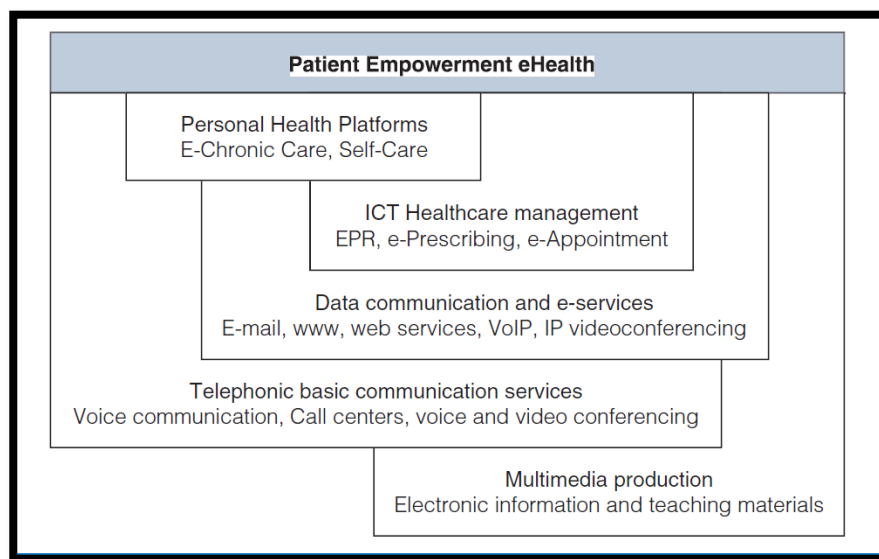 Patient Empowerment eHealth
Personal Health Platforms
E-Chronic Care, Self-Care
ICT Healthcare management
EPR, e-Prescribing, e-Appointment
Data communication and e-services
E-mail, www, web services, VoIP, IP videoconferencing
Telephonic basic communication services
Voice communication, Call centers, voice and video conferencing
Multimedia production
Electronic information and teaching materials